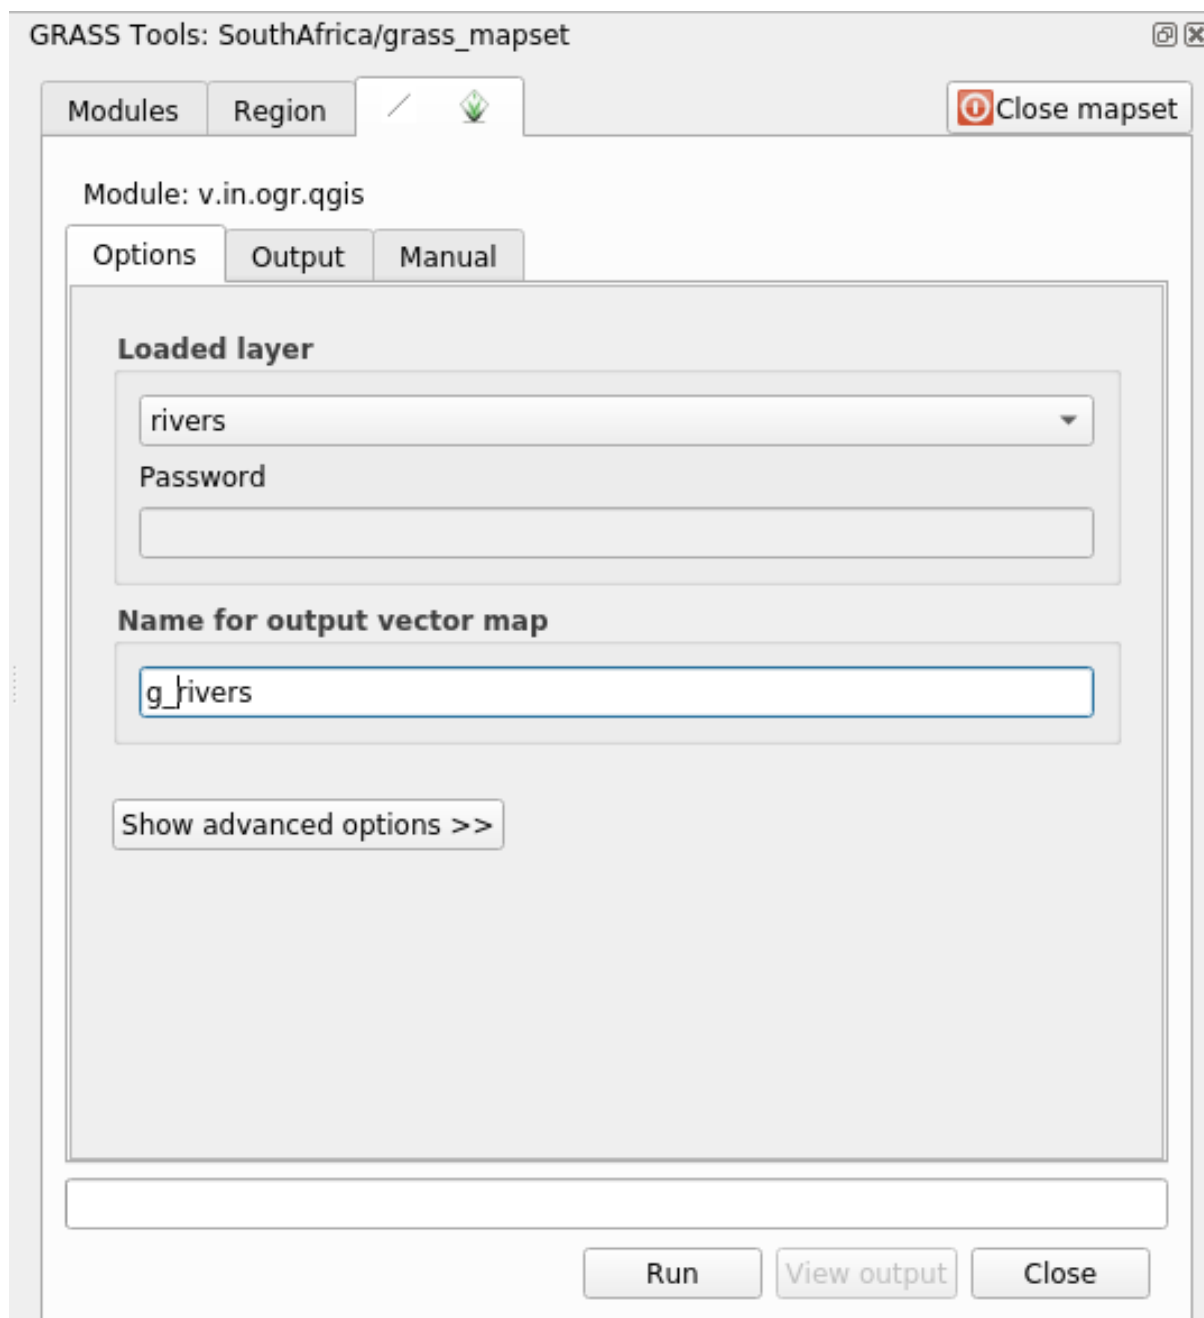 GRASS Tools: SouthAfrica/grass_mapset
Modules Region Close mapset
Module: v.in.ogr.qgis
Options Output Manual
Loaded layer
rivers
Password
Name for output vector map
g_rivers
Show advanced options >>
Run View output Close